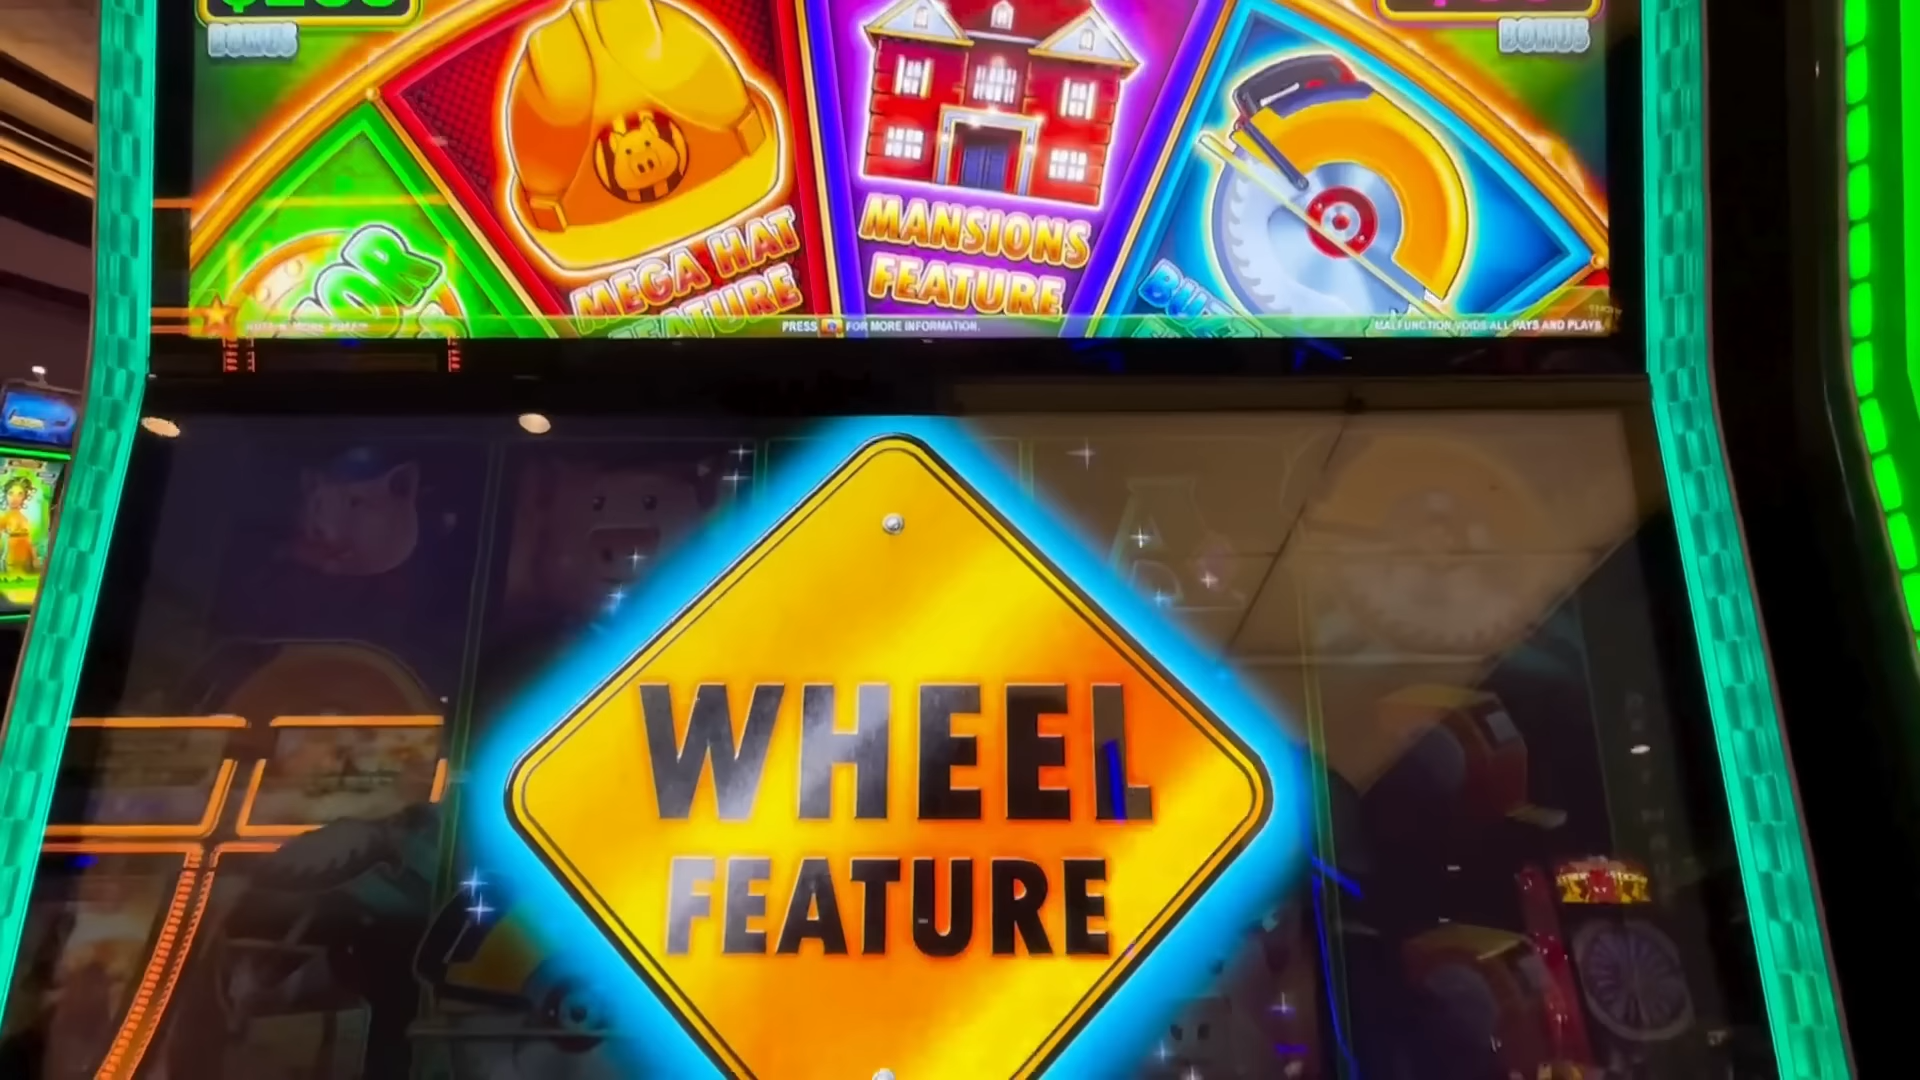 BONUS
BONUS
MEGA HAT
FEATURE
MANSIONS
FEATURE
PRESS FOR MORE INFORMATION.
MALFUNCTION VOIDS ALL PAYS AND PLAYS.
WHEEL
FEATURE